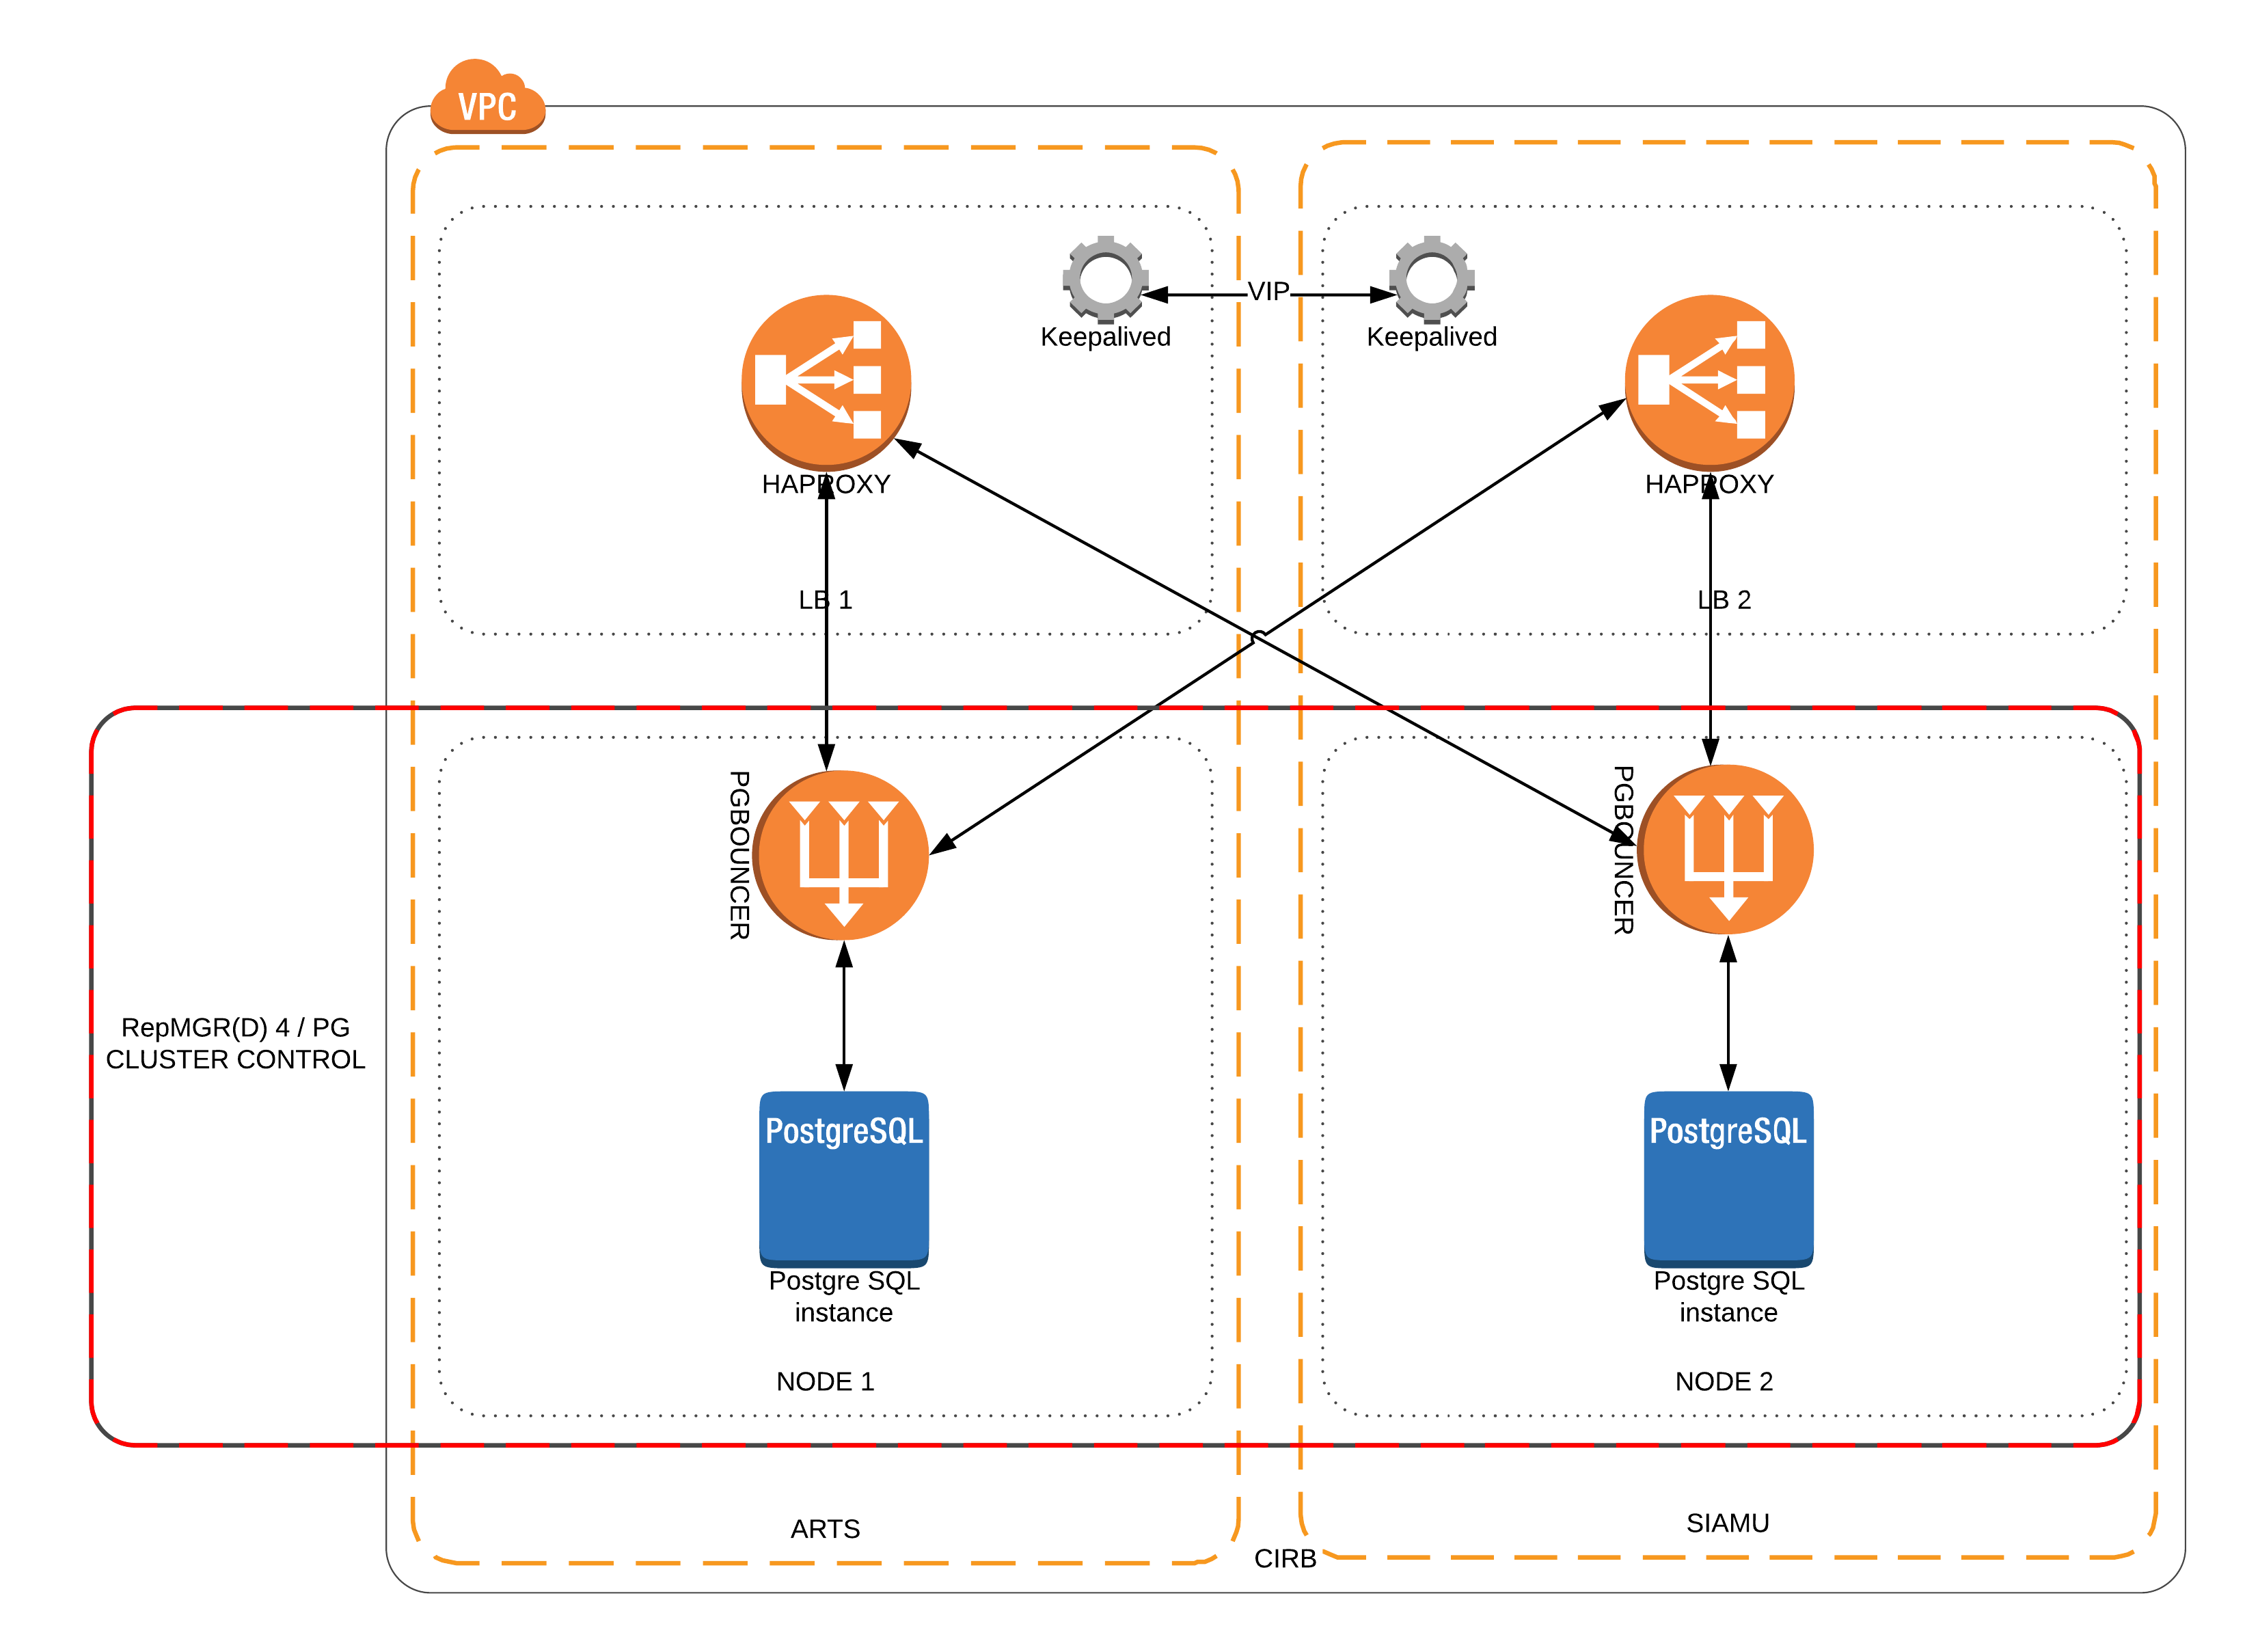 VPC
VIP
Keepalived
Keepalived
HAPROXY
HAPROXY
LB 1
LB 2
PGBOUNCER
PGBOUNCER
RepMGR(D) 4 / PG
CLUSTER CONTROL
PostgreSQL
PostgreSQL
Postgre SQL
instance
Postgre SQL
instance
NODE 1
NODE 2
ARTS
SIAMU
CIRB